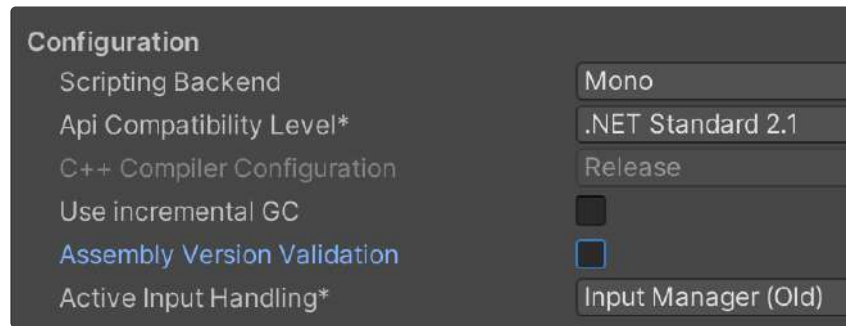 Configuration
Scripting Backend Mono
Api Compatibility Level* .NET Standard 2.1
C++ Compiler Configuration Release
Use incremental GC
Assembly Version Validation
Active Input Handling* Input Manager (Old)